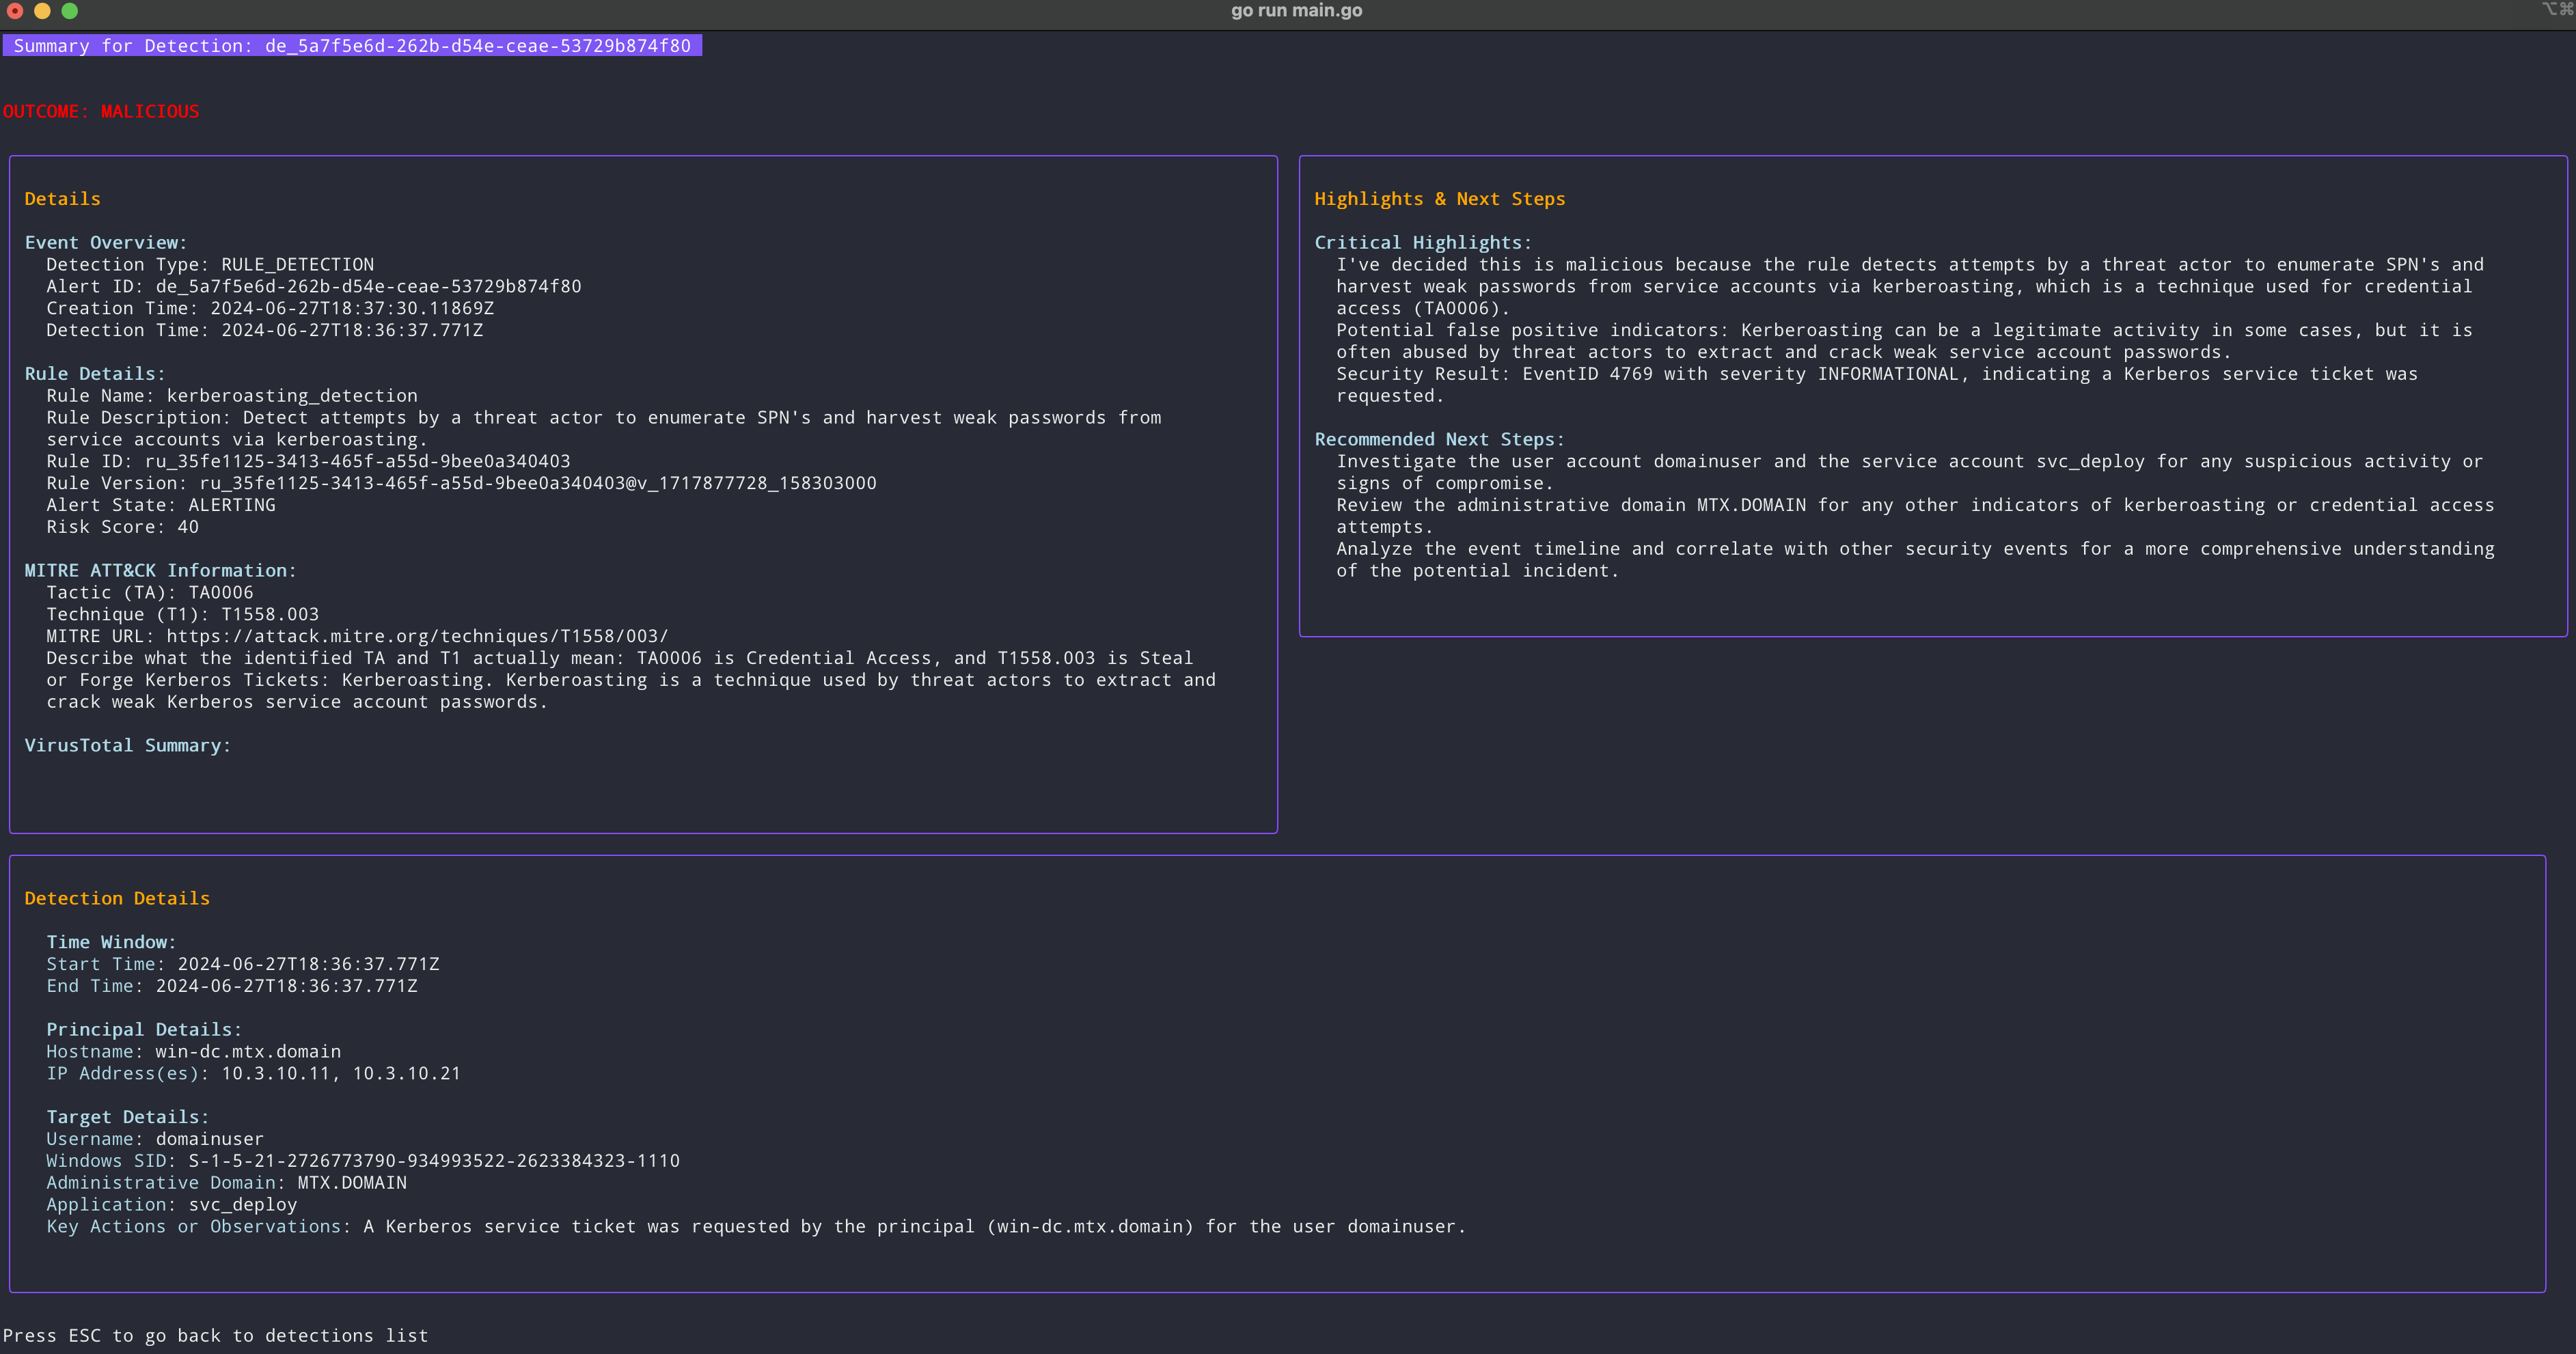 go run main.go
⌥⌘
Summary for Detection: de_5a7f5e6d-262b-d54e-ceae-53729b874f80
OUTCOME: MALICIOUS
Details
Event Overview:
Detection Type: RULE_DETECTION
Alert ID: de_5a7f5e6d-262b-d54e-ceae-53729b874f80
Creation Time: 2024-06-27T18:37:30.11869Z
Detection Time: 2024-06-27T18:36:37.771Z
Rule Details:
Rule Name: kerberoasting_detection
Rule Description: Detect attempts by a threat actor to enumerate SPN's and harvest weak passwords from
service accounts via kerberoasting.
Rule ID: ru_35fe1125-3413-465f-a55d-9bee0a340403
Rule Version: ru_35fe1125-3413-465f-a55d-9bee0a340403@v_1717877728_158303000
Alert State: ALERTING
Risk Score: 40
MITRE ATT&CK Information:
Tactic (TA): TA0006
Technique (T1): T1558.003
MITRE URL: https://attack.mitre.org/techniques/T1558/003/
Describe what the identified TA and T1 actually mean: TA0006 is Credential Access, and T1558.003 is Steal
or Forge Kerberos Tickets: Kerberoasting. Kerberoasting is a technique used by threat actors to extract and
crack weak Kerberos service account passwords.
VirusTotal Summary:
Highlights & Next Steps
Critical Highlights:
I've decided this is malicious because the rule detects attempts by a threat actor to enumerate SPN's and
harvest weak passwords from service accounts via kerberoasting, which is a technique used for credential
access (TA0006).
Potential false positive indicators: Kerberoasting can be a legitimate activity in some cases, but it is
often abused by threat actors to extract and crack weak service account passwords.
Security Result: EventID 4769 with severity INFORMATIONAL, indicating a Kerberos service ticket was
requested.
Recommended Next Steps:
Investigate the user account domainuser and the service account svc_deploy for any suspicious activity or
signs of compromise.
Review the administrative domain MTX.DOMAIN for any other indicators of kerberoasting or credential access
attempts.
Analyze the event timeline and correlate with other security events for a more comprehensive understanding
of the potential incident.
Detection Details
Time Window:
Start Time: 2024-06-27T18:36:37.771Z
End Time: 2024-06-27T18:36:37.771Z
Principal Details:
Hostname: win-dc.mtx.domain
IP Address(es): 10.3.10.11, 10.3.10.21
Target Details:
Username: domainuser
Windows SID: S-1-5-21-2726773790-934993522-2623384323-1110
Administrative Domain: MTX.DOMAIN
Application: svc_deploy
Key Actions or Observations: A Kerberos service ticket was requested by the principal (win-dc.mtx.domain) for the user domainuser.
Press ESC to go back to detections list